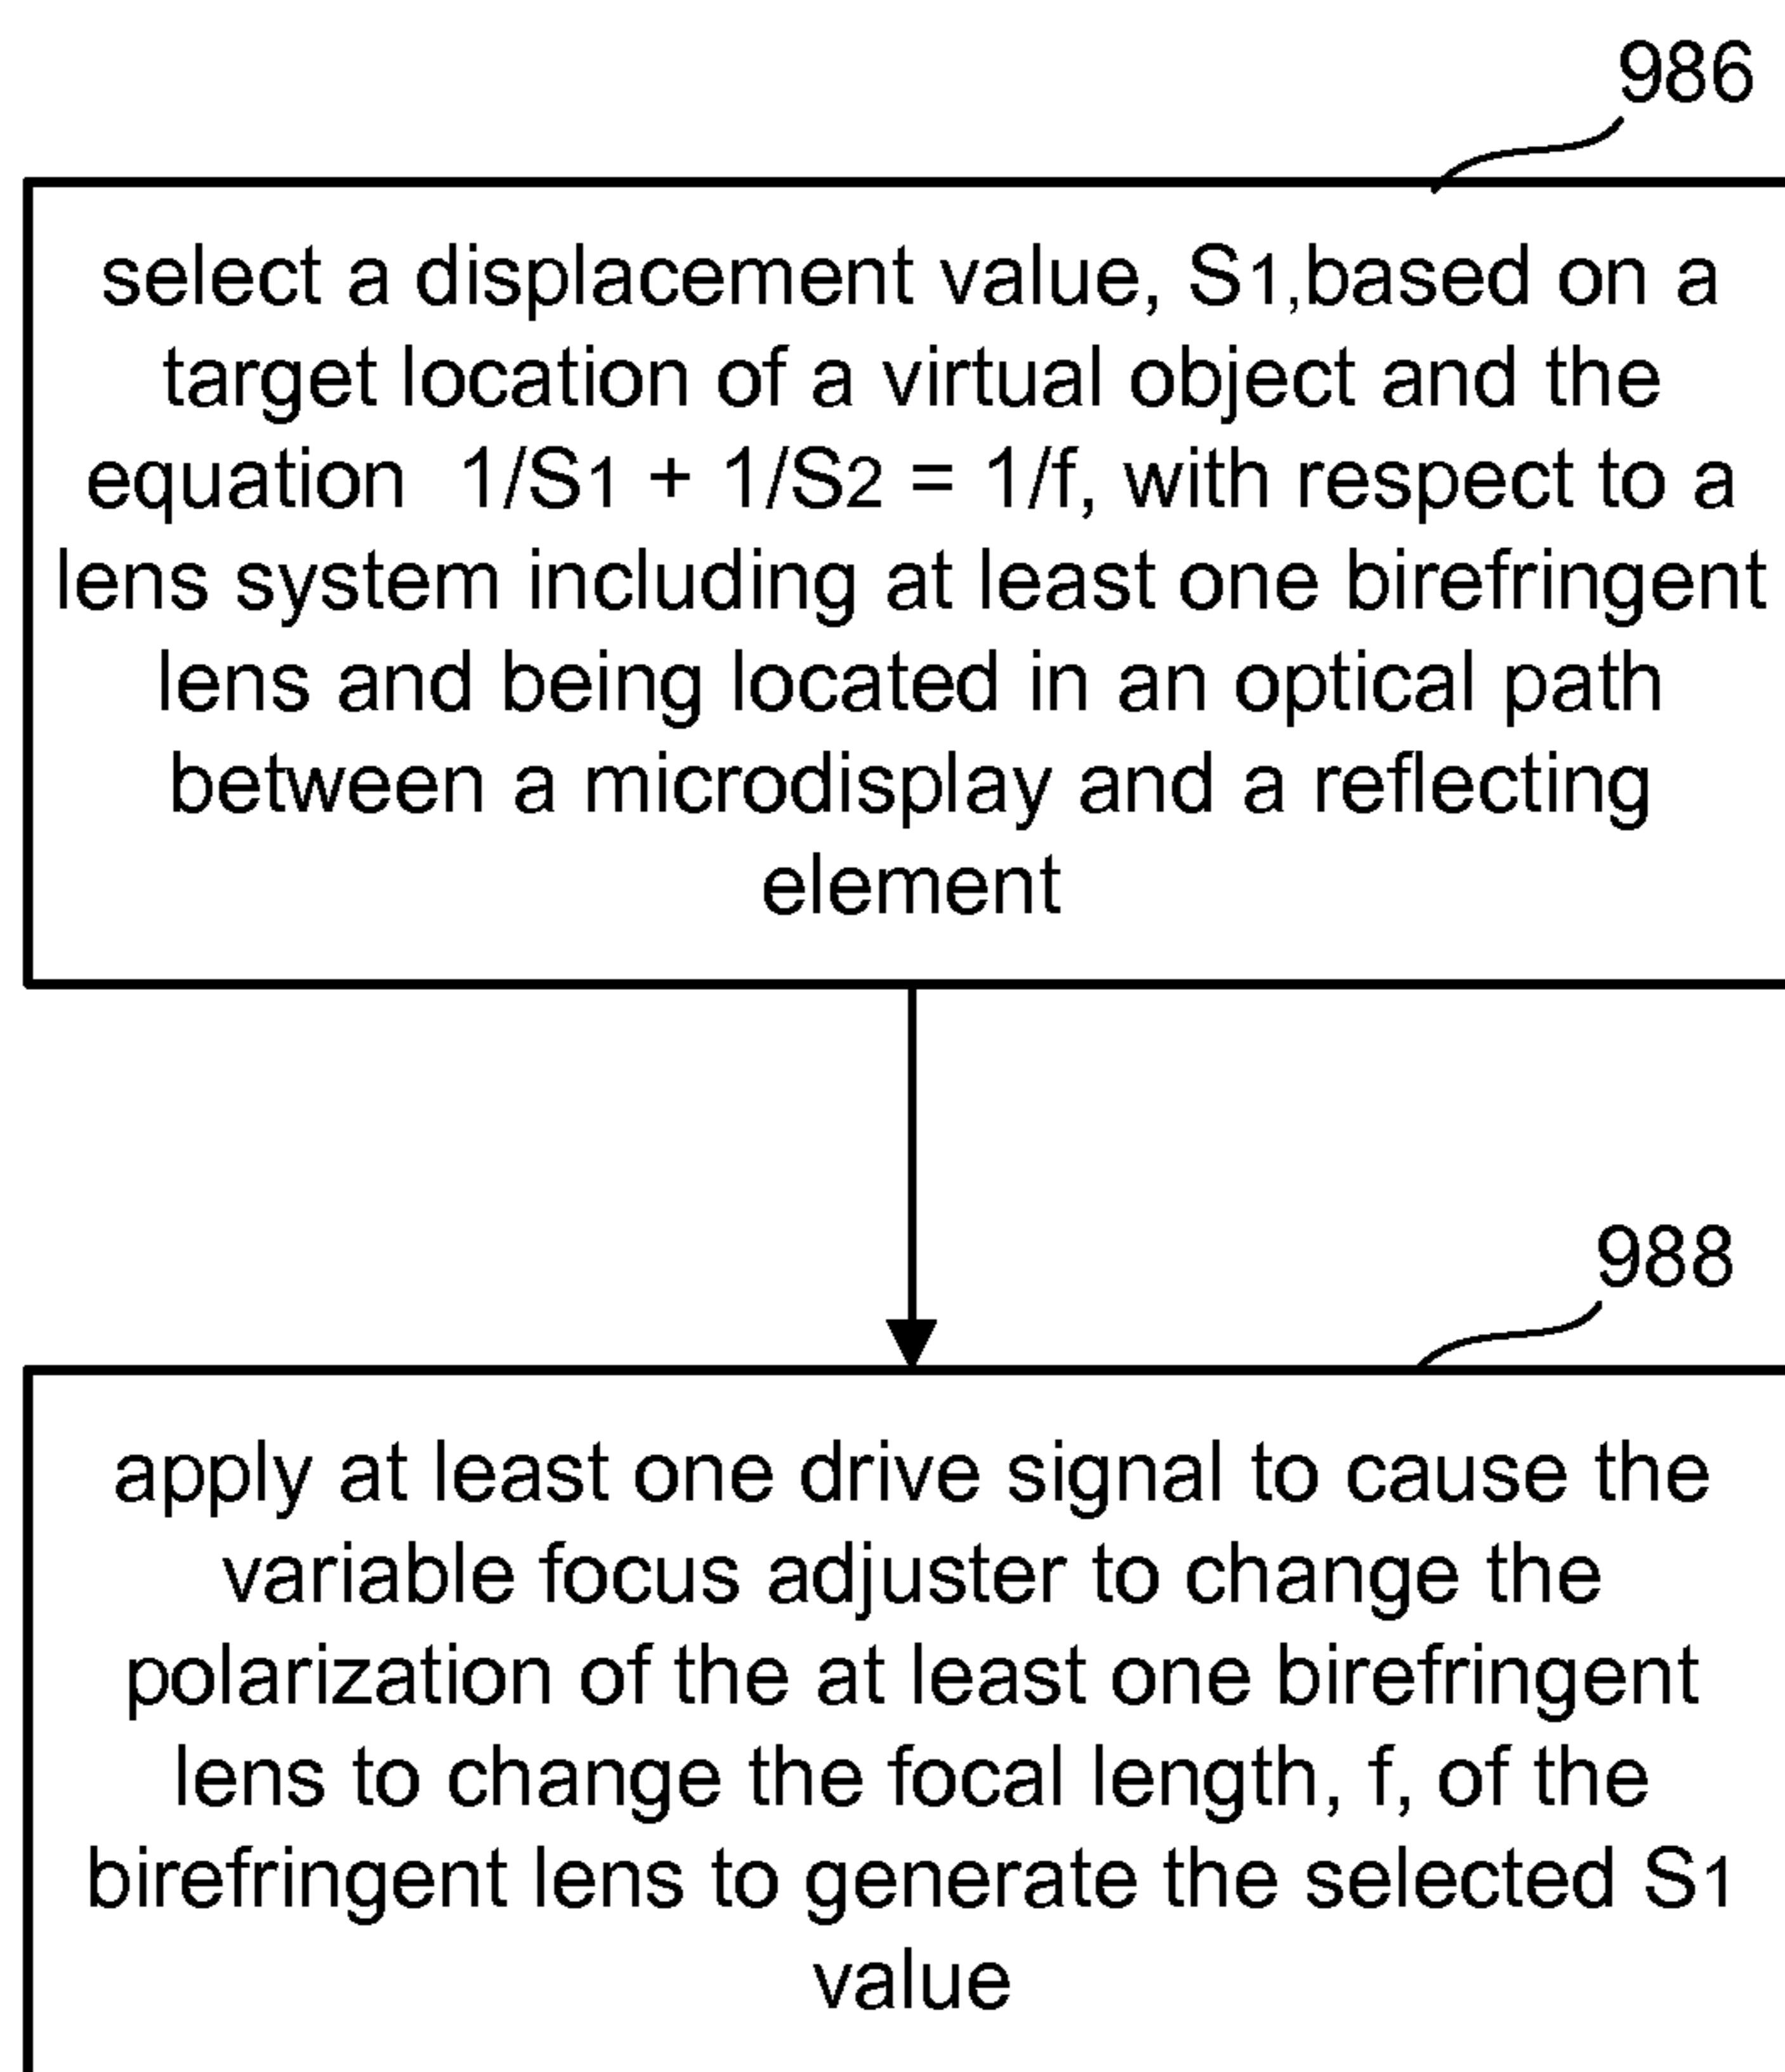 986
select a displacement value, S1,based on a
target location of a virtual object and the
equation 1/S1 + 1/S2 = 1/f, with respect to a
lens system including at least one birefringent
lens and being located in an optical path
between a microdisplay and a reflecting
element
988
apply at least one drive signal to cause the
variable focus adjuster to change the
polarization of the at least one birefringent
lens to change the focal length, f, of the
birefringent lens to generate the selected S1
value